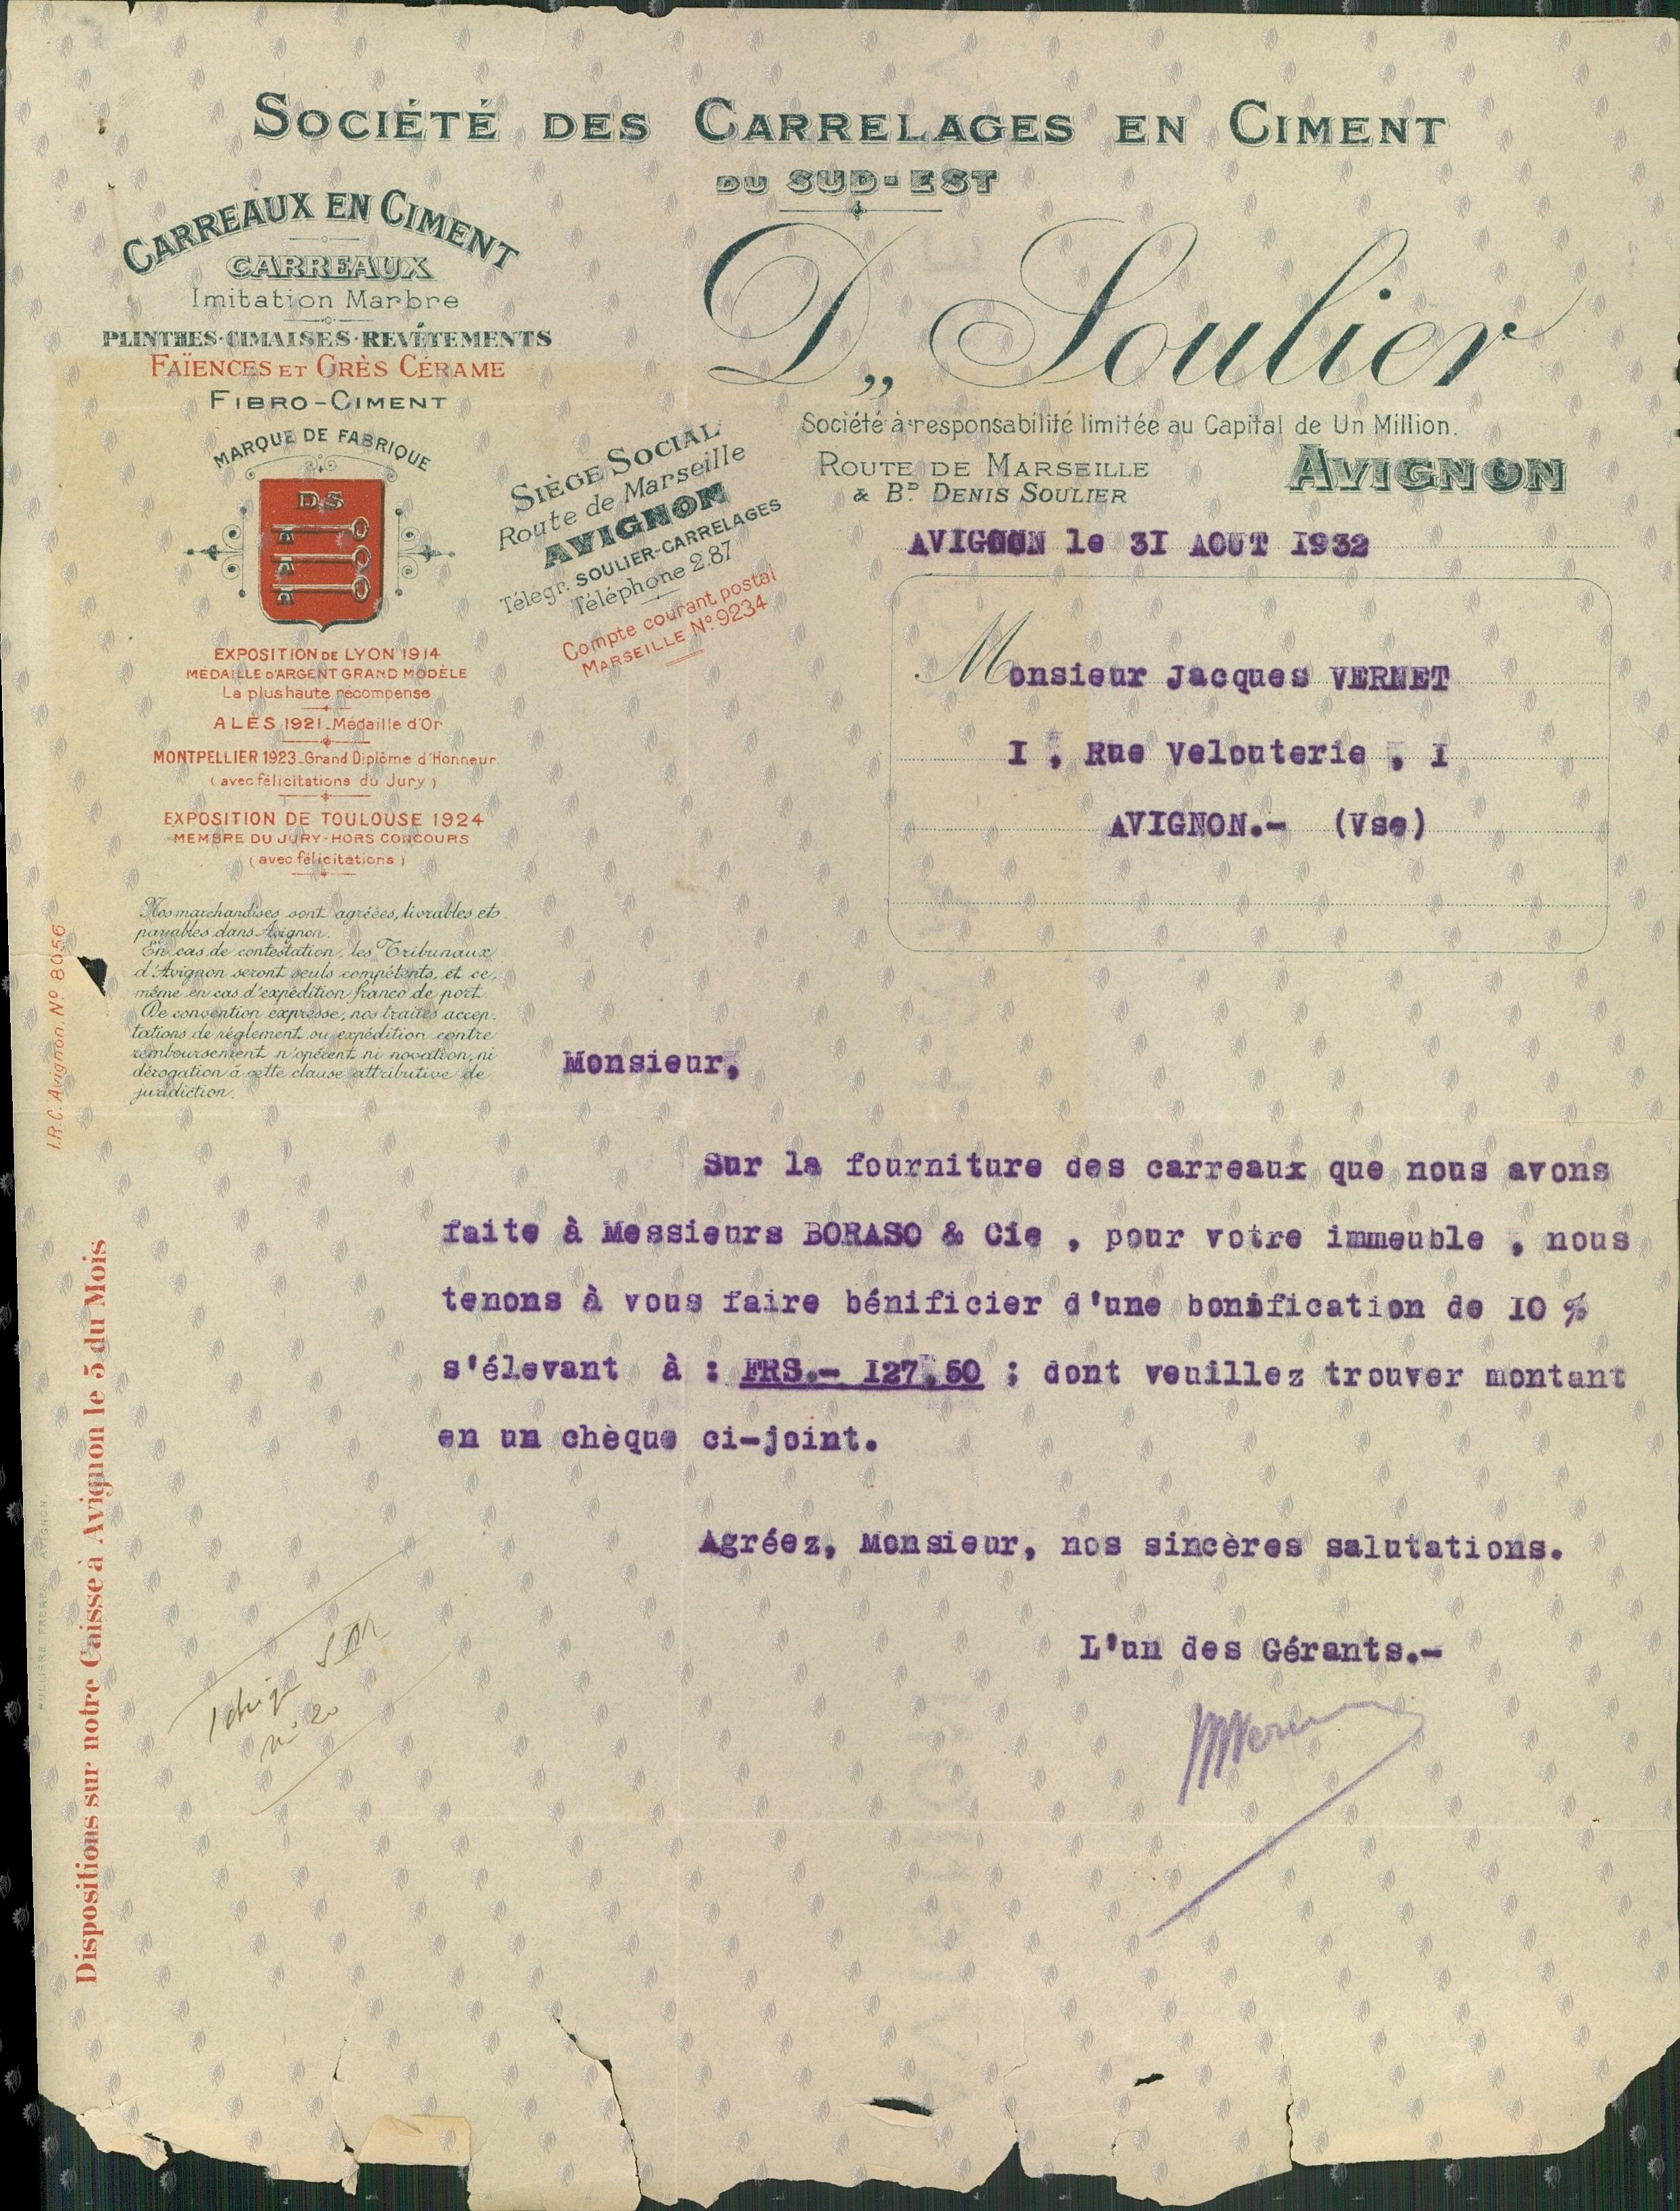 SOCIÉTÉ DES CARRELAGES EN CIMENT
DU SUD-EST
CARREAUX EN CIMENT
CARREAUX
Imitation Marbre
PLINTHES-CIMAISES-REVÊTEMENTS
FAÏENCES ET GRÈS CÉRAME
FIBRO-CIMENT
MARQUE DE FABRIQUE
DS
EXPOSITION DE LYON 1914
MÉDAILLE D'ARGENT GRAND MODÈLE
La plus haute récompense
ALÈS 1921 - Médaille d'Or
MONTPELLIER 1923 - Grand Diplôme d'Honneur
(avec félicitations du Jury)
EXPOSITION DE TOULOUSE 1924
MEMBRE DU JURY - HORS CONCOURS
(avec félicitations)
Nos marchandises sont agréées, livrables et
payables dans Avignon.
En cas de contestation, les Tribunaux
d'Avignon seront seuls compétents, et ce,
même en cas d'expédition franco de port.
De convention expresse, nos traites accep-
tations de règlement ou expédition contre
remboursement n'opérent ni novation, ni
dérogation à cette clause attributive de
juridiction.
SIÈGE SOCIAL
Route de Marseille
AVIGNON
Télégr. SOULIER-CARRELAGES
Téléphone 2.87
Compte courant postal
MARSEILLE N° 9234
D,, Soulier
Société à responsabilité limitée au Capital de Un Million.
ROUTE DE MARSEILLE
& BD DENIS SOULIER
AVIGNON
AVIGNON le 3I AOUT I932
Monsieur Jacques VERNET
I , Rue Velouterie , I
AVIGNON.- (Vse)
Monsieur,
Sur la fourniture des carreaux que nous avons
faite à Messieurs BORASO & Cie , pour votre immeuble , nous
tenons à vous faire bénificier d'une bonification de IO %
s'élevant à : FRS.- I27,50 ; dont veuillez trouver montant
en un chèque ci-joint.
Agréez, Monsieur, nos sincères salutations.
L'un des Gérants.-
I.R.C. Avignon. N° 8056
Dispositions sur notre Caisse à Avignon le 5 du Mois
RULLIÈRE FRÈRES, AVIGNON